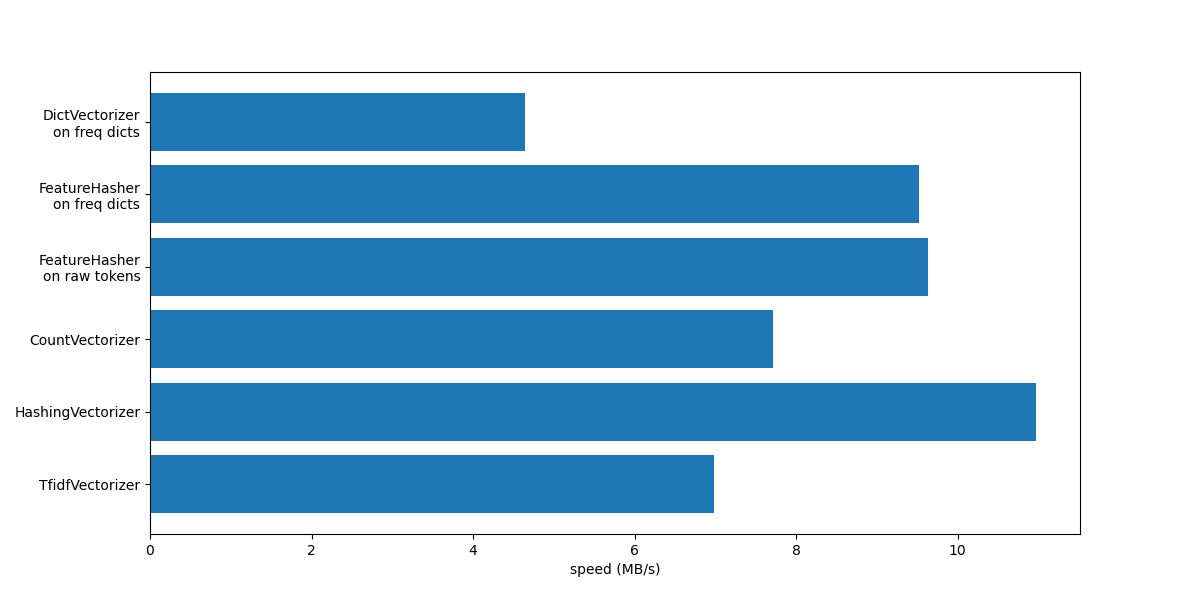 DictVectorizer
on freq dicts
FeatureHasher
on freq dicts
FeatureHasher
on raw tokens
CountVectorizer
HashingVectorizer
TfidfVectorizer
0 2 4 6 8 10
speed (MB/s)